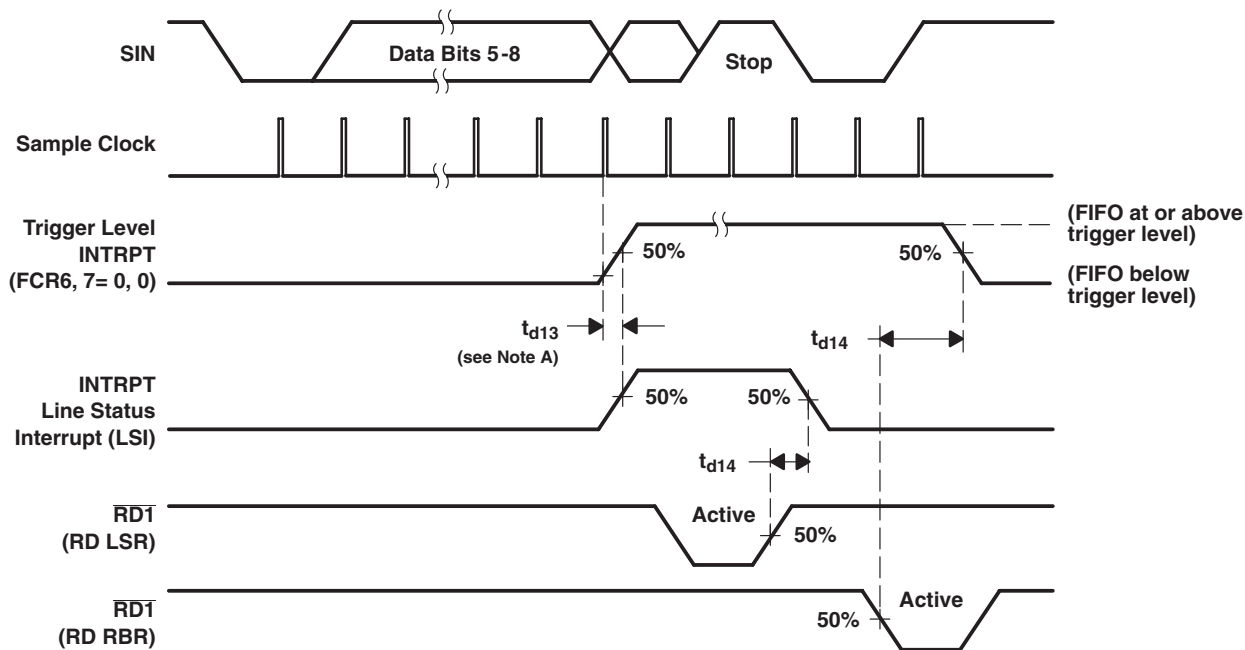 SIN
Data Bits 5-8
Stop
Sample Clock
Trigger Level
INTRPT
(FCR6, 7= 0, 0)
50%
50%
(FIFO at or above
trigger level)
(FIFO below
trigger level)
td13
(see Note A)
td14
INTRPT
Line Status
Interrupt (LSI)
50%
50%
td14
RD1
(RD LSR)
Active
50%
RD1
(RD RBR)
50%
Active